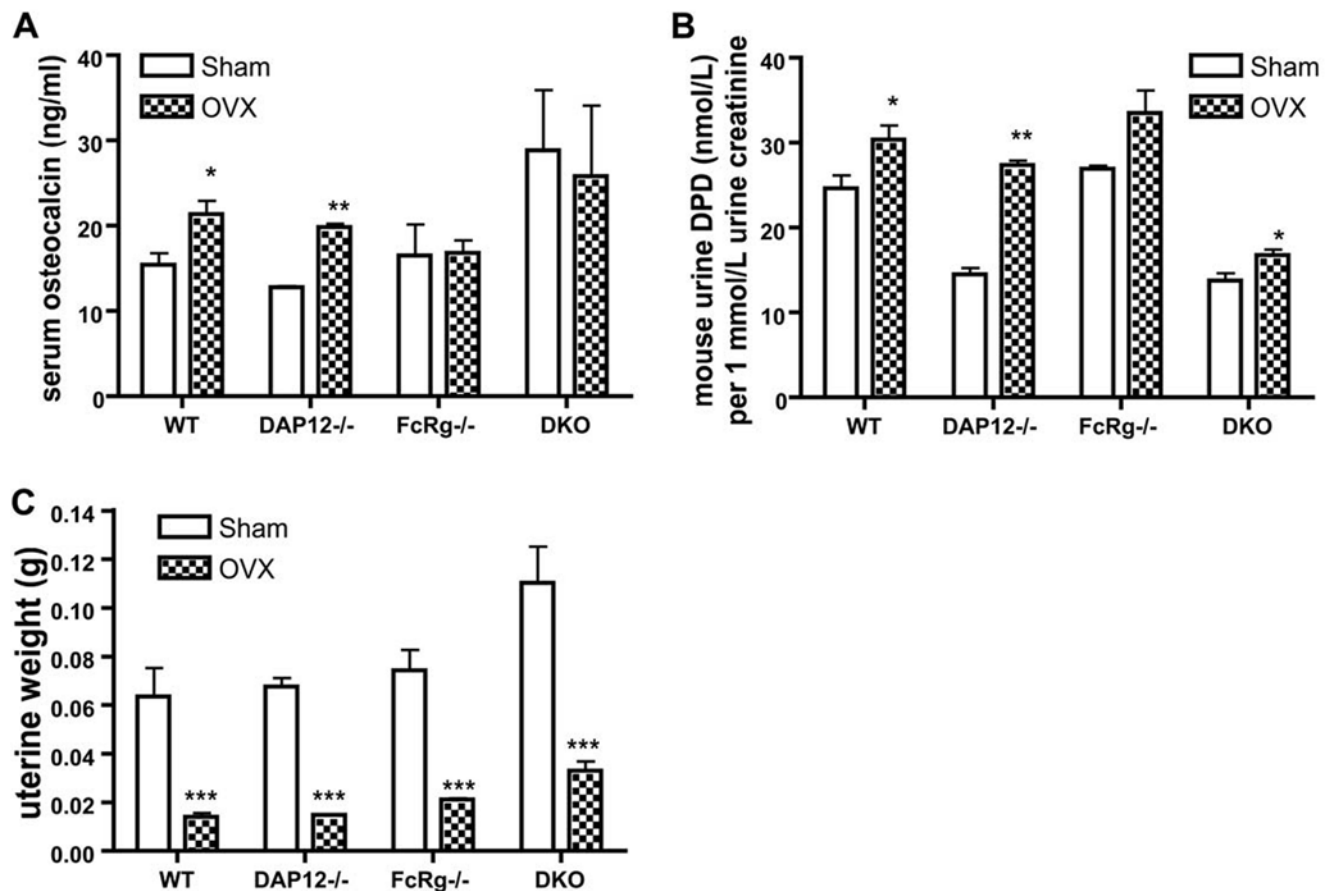 A
serum osteocalcin (ng/ml)
40
30
20
10
0
Sham
OVX
*
**
WT
DAP12-/-
FcRg-/-
DKO
B
mouse urine DPD (nmol/L)
per 1 mmol/L urine creatinine
40
30
20
10
0
Sham
OVX
*
**
*
WT
DAP12-/-
FcRg-/-
DKO
C
uterine weight (g)
0.14
0.12
0.10
0.08
0.06
0.04
0.02
0.00
Sham
OVX
***
***
***
***
WT
DAP12-/-
FcRg-/-
DKO